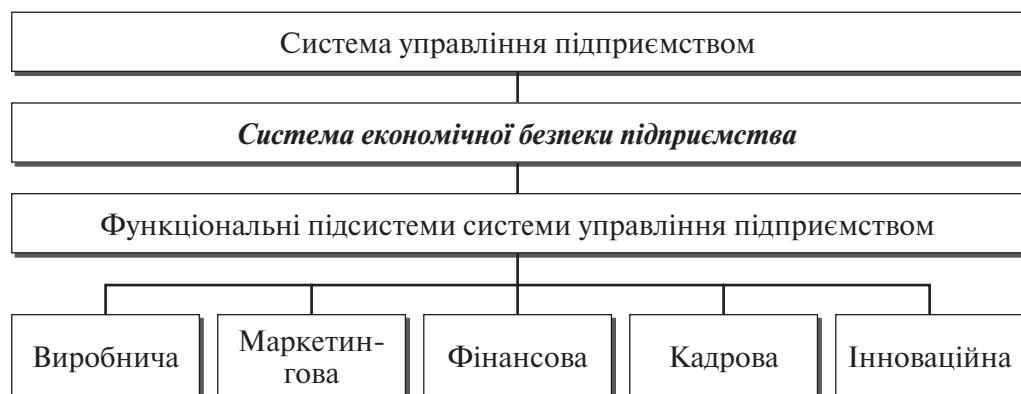 Система управління підприємством
Система економічної безпеки підприємства
Функціональні підсистеми системи управління підприємством
Виробнича
Маркетин-
гова
Фінансова
Кадрова
Інноваційна